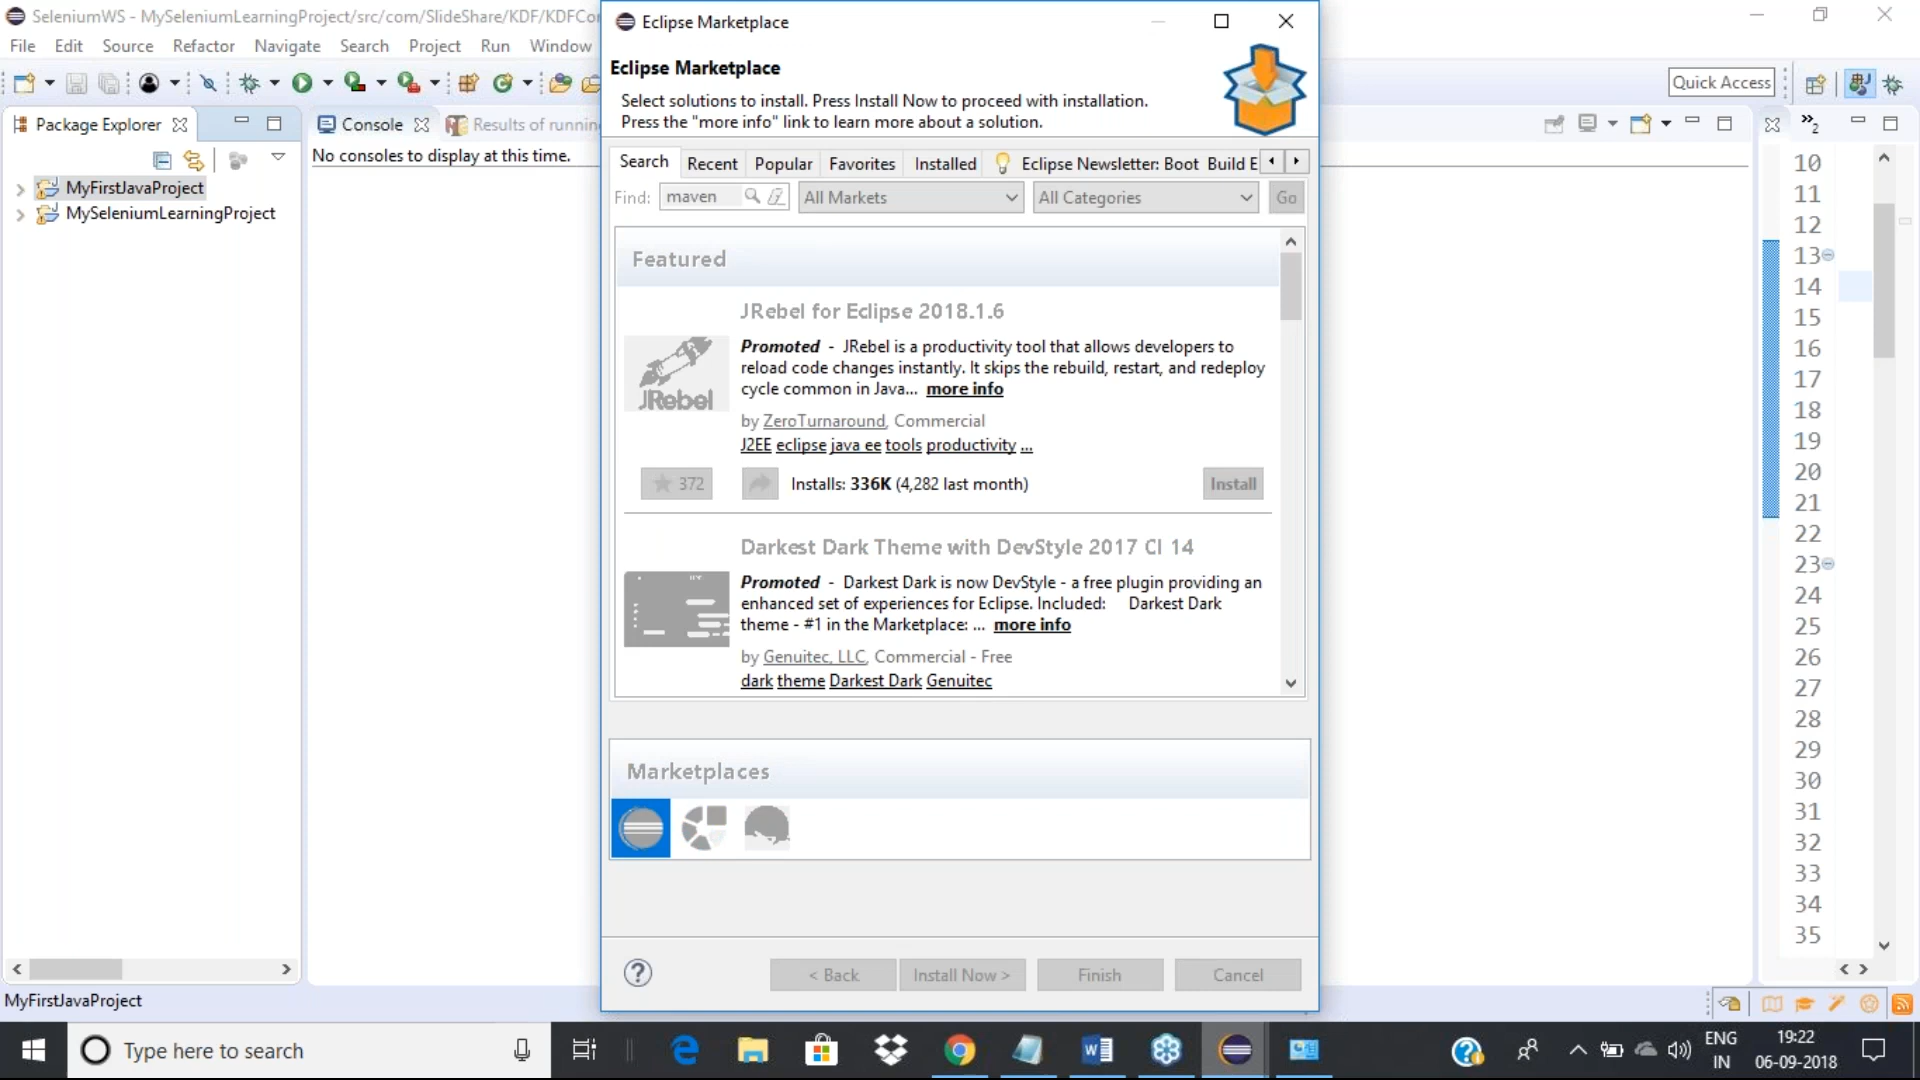 SeleniumWS - MySeleniumLearningProject/src/com/SlideShare/KDF/KDFCo
File Edit Source Refactor Navigate Search Project Run Window
Quick Access
Package Explorer
MyFirstJavaProject
MySeleniumLearningProject
Console
Results of runnin
No consoles to display at this time.
Eclipse Marketplace
Eclipse Marketplace
Select solutions to install. Press Install Now to proceed with installation.
Press the "more info" link to learn more about a solution.
Search Recent Popular Favorites Installed Eclipse Newsletter: Boot Build E
Find: maven All Markets All Categories Go
Featured
JRebel for Eclipse 2018.1.6
JRebel
Promoted - JRebel is a productivity tool that allows developers to
reload code changes instantly. It skips the rebuild, restart, and redeploy
cycle common in Java... more info
by ZeroTurnaround, Commercial
J2EE eclipse java ee tools productivity ...
372 Installs: 336K (4,282 last month) Install
Darkest Dark Theme with DevStyle 2017 CI 14
Promoted - Darkest Dark is now DevStyle - a free plugin providing an
enhanced set of experiences for Eclipse. Included: Darkest Dark
theme - #1 in the Marketplace: ... more info
by Genuitec, LLC, Commercial - Free
dark theme Darkest Dark Genuitec
Marketplaces
< Back Install Now > Finish Cancel
2
10
11
12
13
14
15
16
17
18
19
20
21
22
23
24
25
26
27
28
29
30
31
32
33
34
35
MyFirstJavaProject
Type here to search
ENG
IN
19:22
06-09-2018